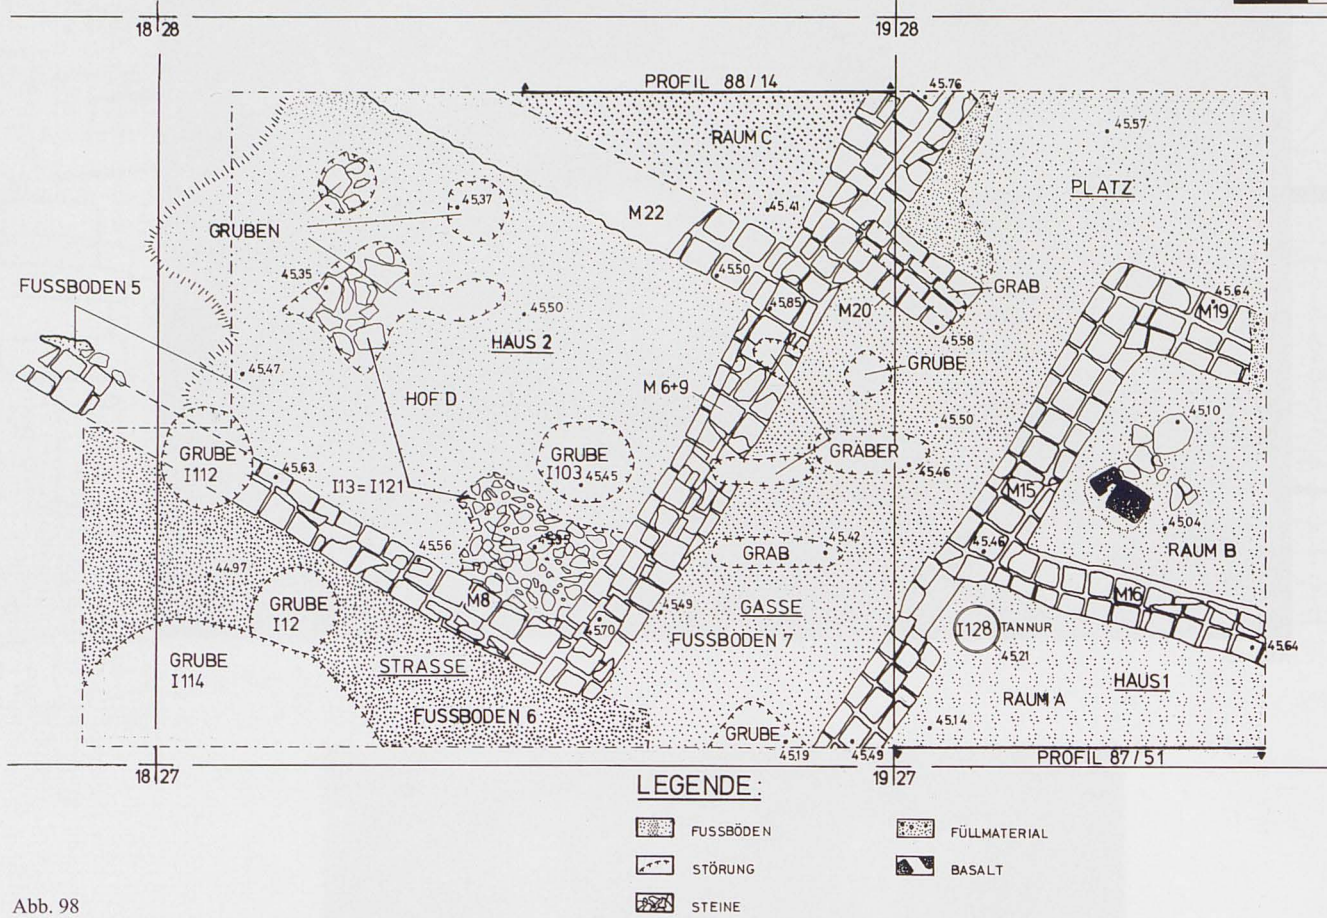 18 28
19 28
PROFIL 88/14
45.76
RAUM C
45.57
PLATZ
45.37
45.41
M22
GRUBEN
45.35
45.50
GRAB
FUSSBODEN 5
45.64
M19
45.85
M20
45.50
HAUS 2
45.58
GRUBE
45.47
HOF D
M 6+9
45.10
45.50
GRUBE
I112
45.63
GRUBE
I103 45.45
GRÄBER
45.46
I13=I121
M15
45.04
45.56
45.35
GRAB
45.42
45.46
RAUM B
44.97
M8
GRUBE
I12
45.70
45.49
GASSE
M16
FUSSBODEN 7
I128
TANNUR
45.21
45.64
GRUBE
I114
STRASSE
HAUS 1
RAUM A
FUSSBODEN 6
GRUBE
45.19
45.49
45.14
PROFIL 87/51
18 27
19 27
LEGENDE:
FUSSBÖDEN
FÜLLMATERIAL
STÖRUNG
BASALT
STEINE
Abb. 98